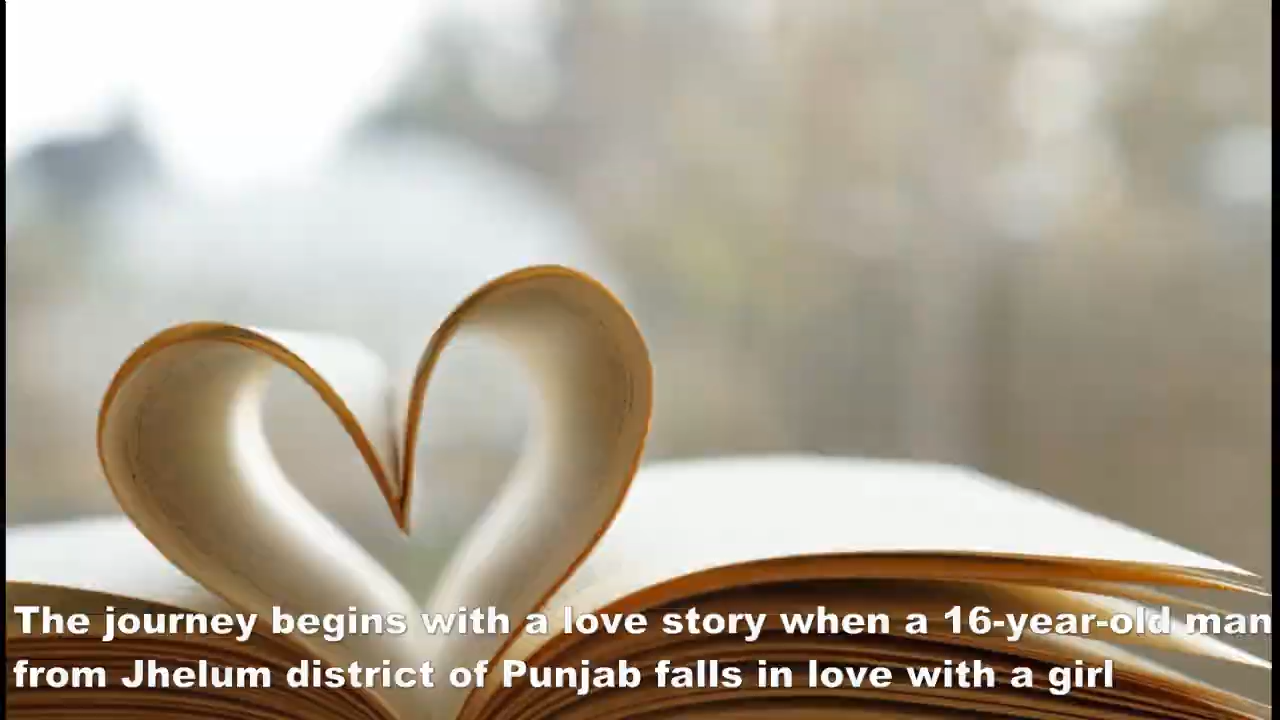 The journey begins with a love story when a 16-year-old man
from Jhelum district of Punjab falls in love with a girl